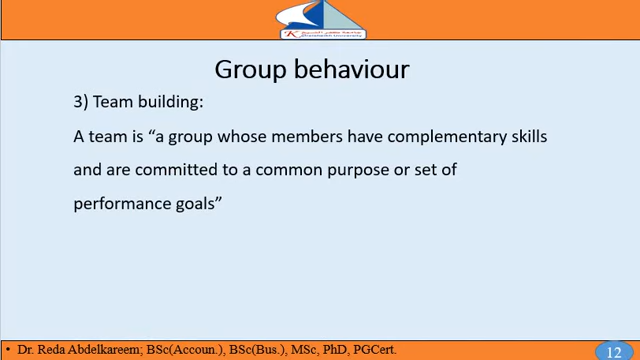 Group behaviour
3) Team building:
A team is “a group whose members have complementary skills
and are committed to a common purpose or set of
performance goals”
• Dr. Reda Abdelkareem; BSc(Accoun.), BSc(Bus.), MSc, PhD, PGCert.
12